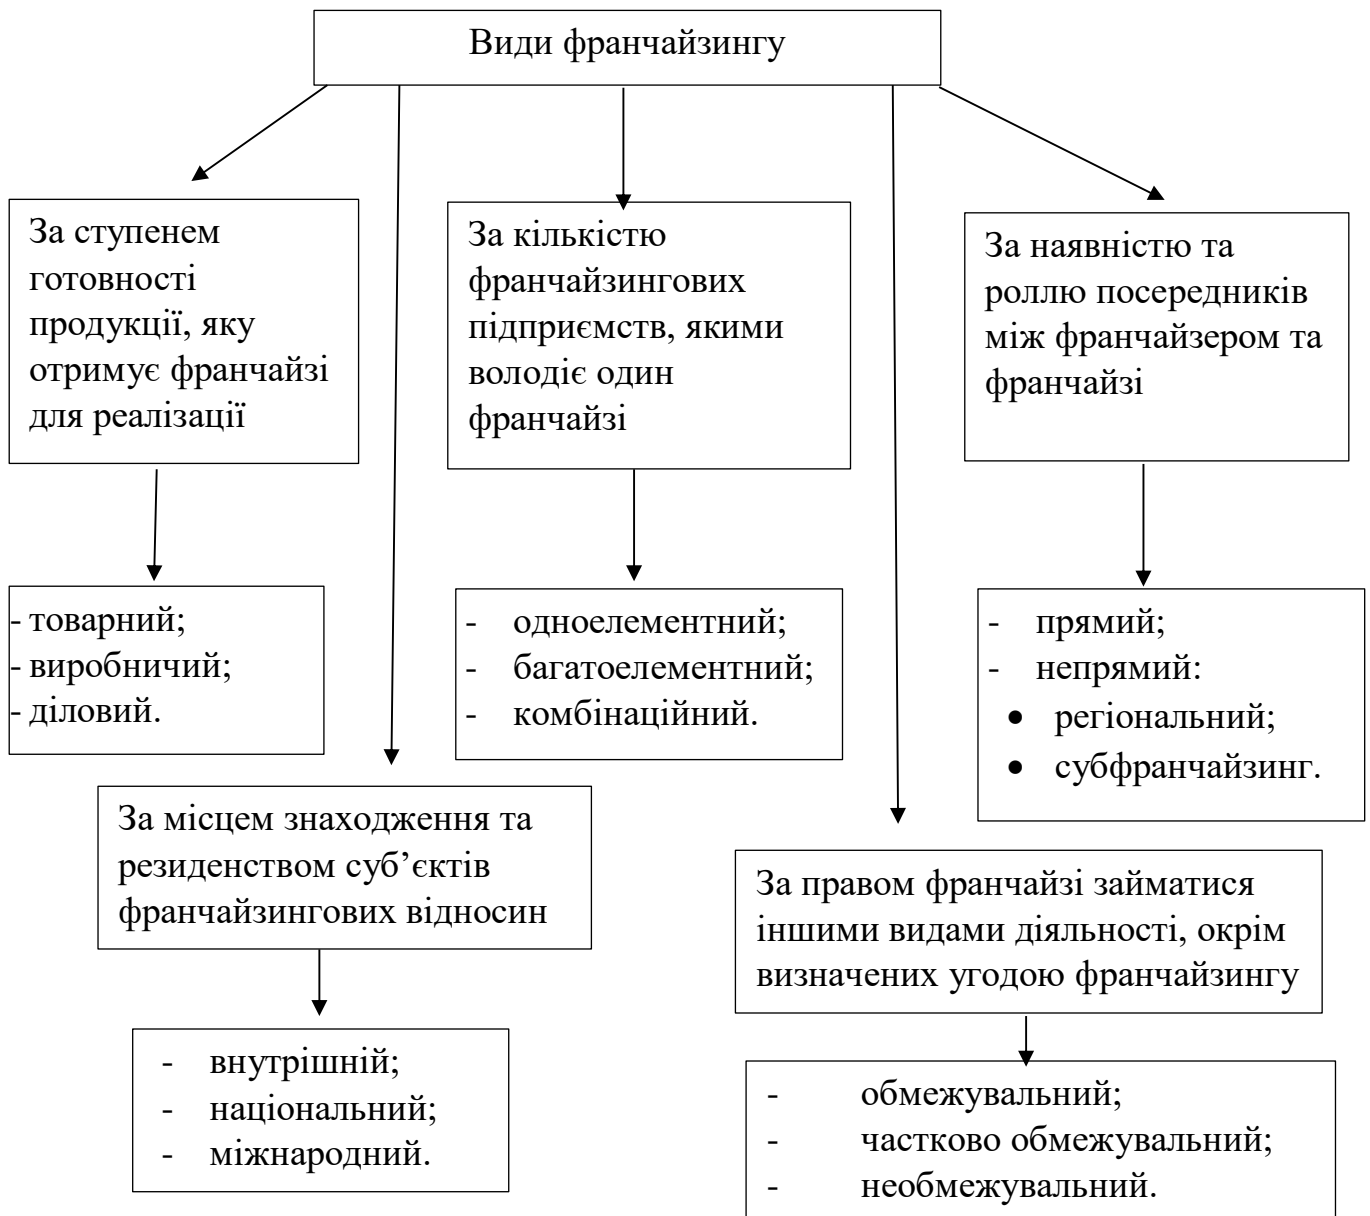 Види франчайзингу
За ступенем
готовності
продукції, яку
отримує франчайзі
для реалізації
За кількістю
франчайзингових
підприємств, якими
володіє один
франчайзі
За наявністю та
роллю посередників
між франчайзером та
франчайзі
- товарний;
- виробничий;
- діловий.
- одноелементний;
- багатоелементний;
- комбінаційний.
- прямий;
- непрямий:
• регіональний;
• субфранчайзинг.
За місцем знаходження та
резиденством суб’єктів
франчайзингових відносин
За правом франчайзі займатися
іншими видами діяльності, окрім
визначених угодою франчайзингу
- внутрішній;
- національний;
- міжнародний.
- обмежувальний;
- частково обмежувальний;
- необмежувальний.